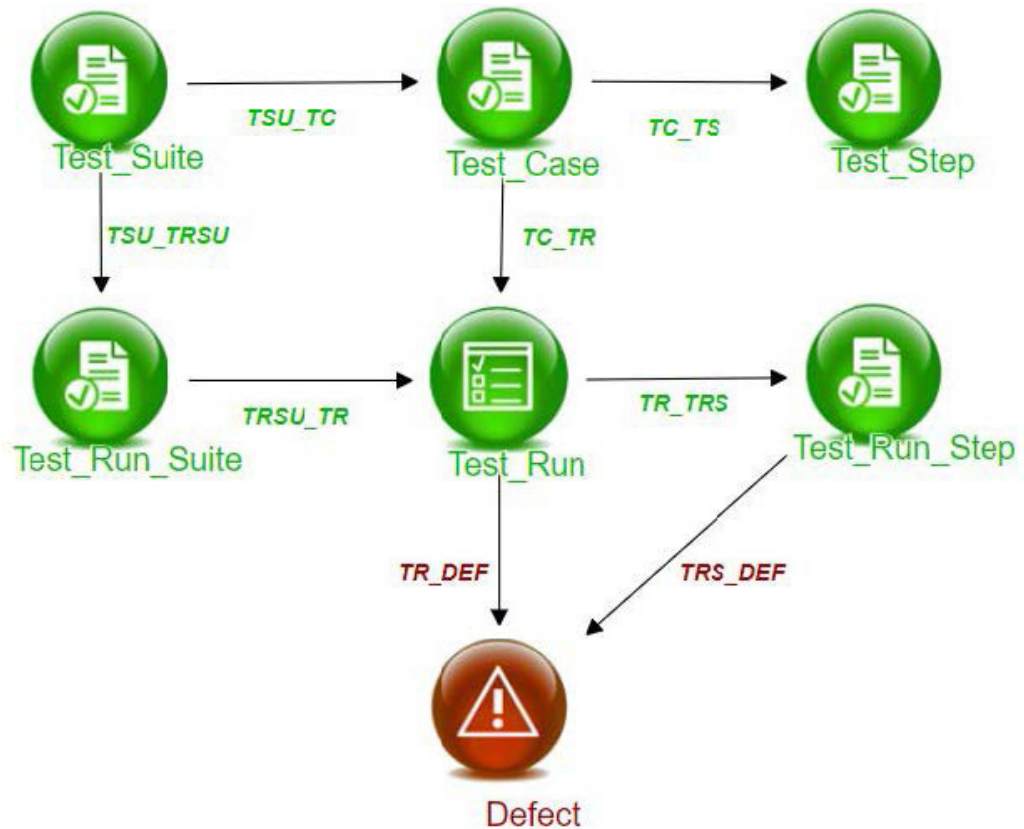 TSU_TC
TC_TS
Test_Suite
Test_Case
Test_Step
TSU_TRSU
TC_TR
TRSU_TR
TR_TRS
Test_Run_Suite
Test_Run
Test_Run_Step
TR_DEF
TRS_DEF
Defect